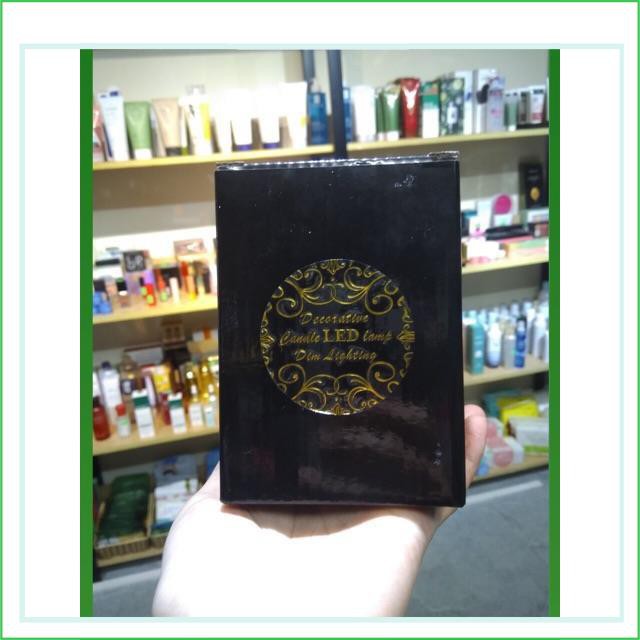 Decorative
Candle LED lamp
Dim Lighting